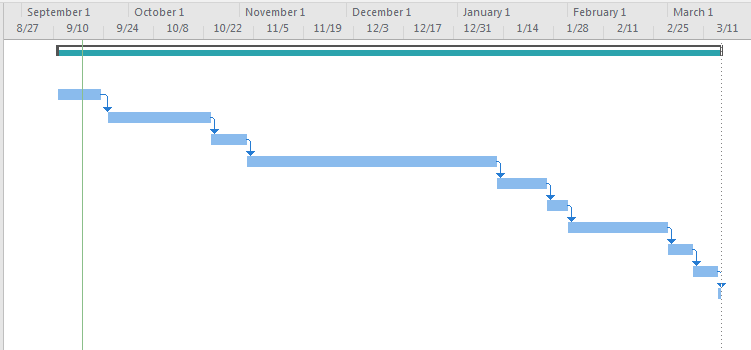 September 1 October 1 November 1 December 1 January 1 February 1 March 1
8/27 9/10 9/24 10/8 10/22 11/5 11/19 12/3 12/17 12/31 1/14 1/28 2/11 2/25 3/11